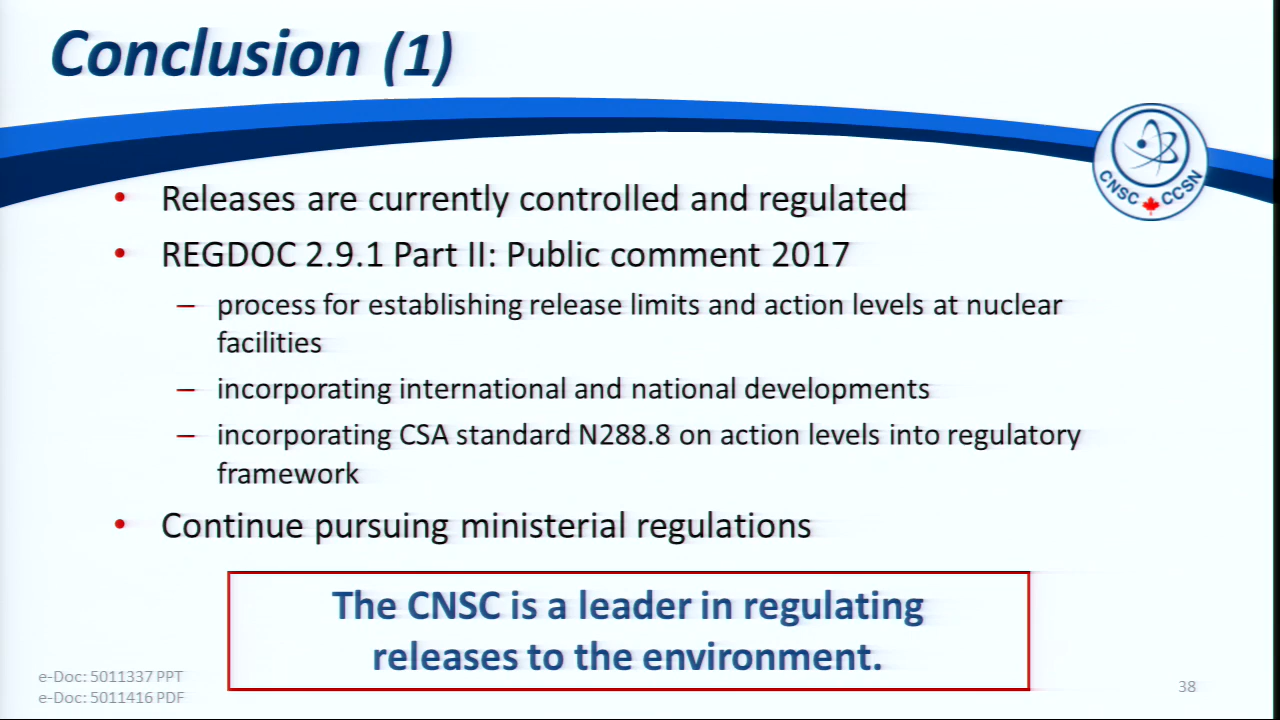 Conclusion (1)
CNSC CCSN
• Releases are currently controlled and regulated
• REGDOC 2.9.1 Part II: Public comment 2017
– process for establishing release limits and action levels at nuclear
facilities
– incorporating international and national developments
– incorporating CSA standard N288.8 on action levels into regulatory
framework
• Continue pursuing ministerial regulations
The CNSC is a leader in regulating
releases to the environment.
e-Doc: 5011337 PPT
e-Doc: 5011416 PDF
38